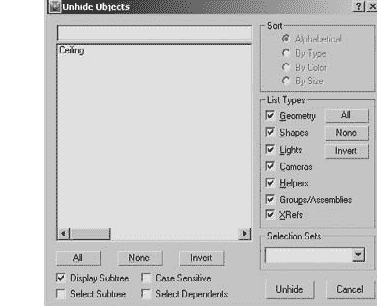 Unhide Objects
Ceiling
All None Invert
Display Subtree Case Sensitive
Select Subtree Select Dependents
Sort
Alphabetical
By Type
By Color
By Size
List Types
Geometry All
Shapes None
Lights Invert
Cameras
Helpers
Groups/Assemblies
XRefs
Selection Sets
Unhide Cancel